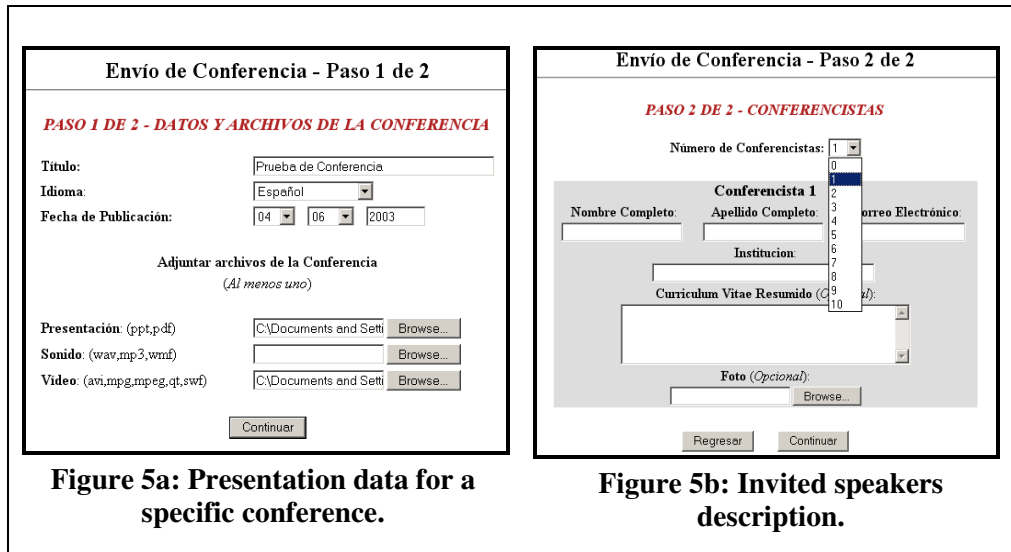 Envío de Conferencia - Paso 1 de 2
PASO 1 DE 2 - DATOS Y ARCHIVOS DE LA CONFERENCIA
Título: Prueba de Conferencia
Idioma: Español
Fecha de Publicación: 04 06 2003
Adjuntar archivos de la Conferencia
(Al menos uno)
Presentación: (ppt,pdf) C:\Documents and Setti Browse...
Sonido: (wav,mp3,wmf) Browse...
Video: (avi,mpg,mpeg,qt,swf) C:\Documents and Setti Browse...
Continuar
Figure 5a: Presentation data for a
specific conference.
Envío de Conferencia - Paso 2 de 2
PASO 2 DE 2 - CONFERENCISTAS
Número de Conferencistas: 1
0
1
2
3
4
5
6
7
8
9
10
Conferencista 1
Nombre Completo: Apellido Completo: orreo Electrónico:
Institucion:
Curriculum Vitae Resumido (O al):
Foto (Opcional):
Browse...
Regresar Continuar
Figure 5b: Invited speakers
description.